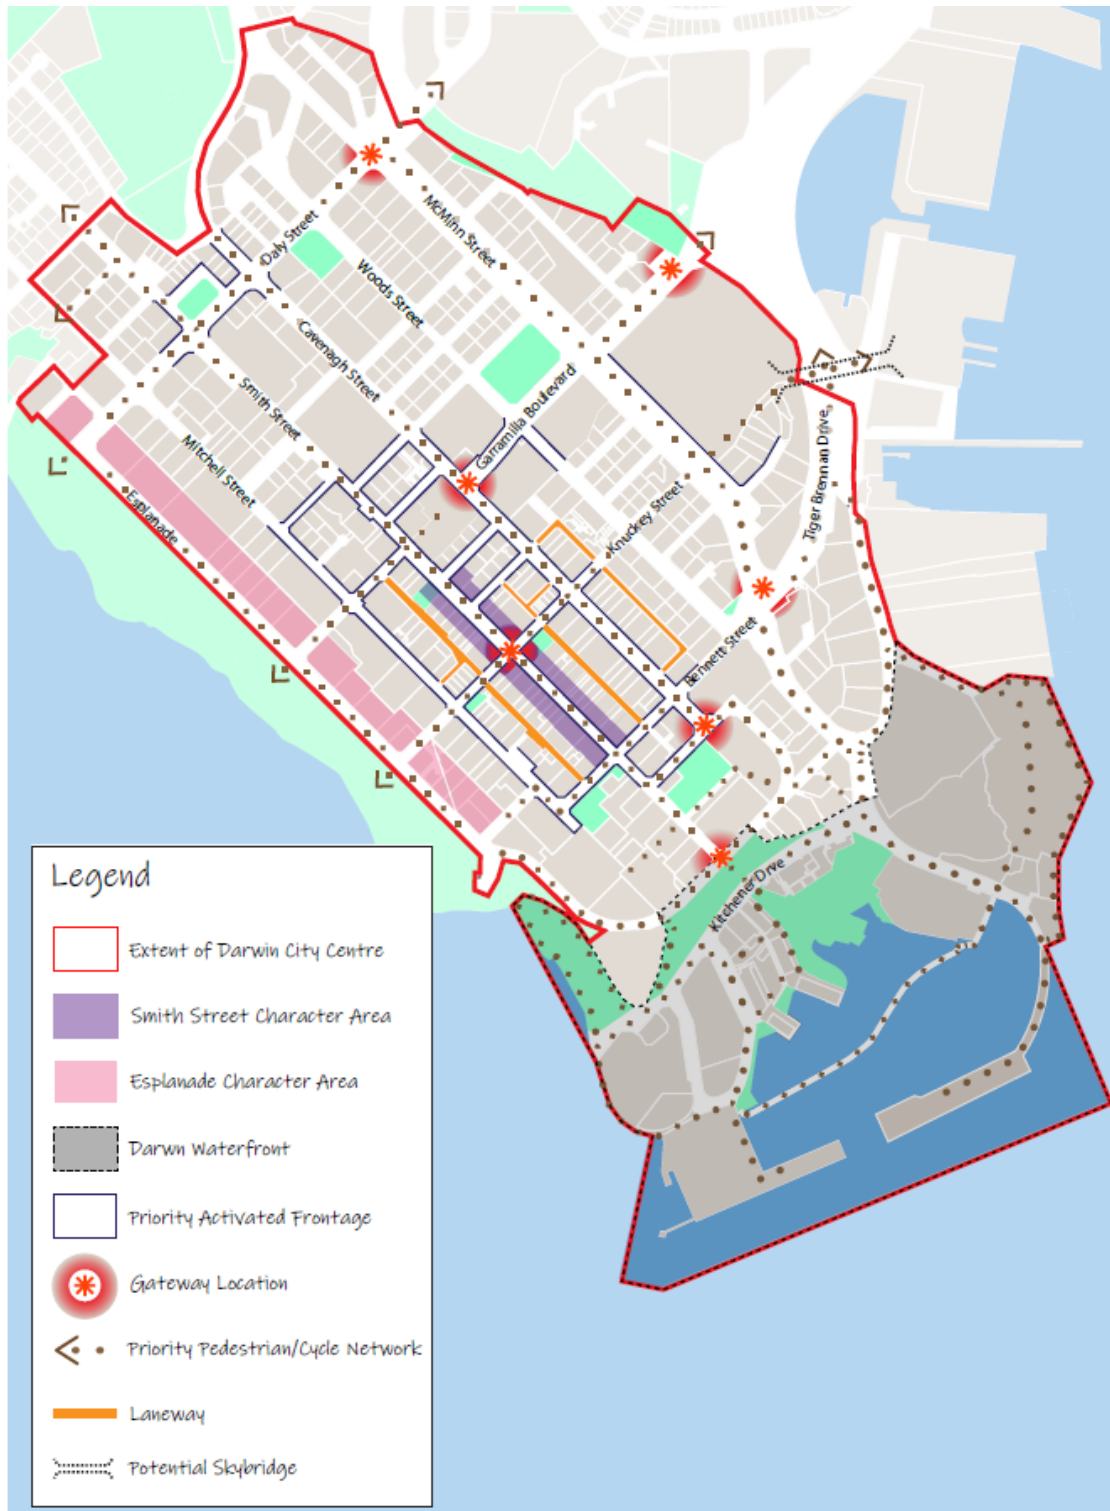 Daly Street
McMinn Street
Woods Street
Cavenagh Street
Smith Street
Garramilla Boulevard
Mitchell Street
Esplanade
Knuckey Street
Tiger Brennan Drive
Bennett Street
Kitchener Drive
Legend
Extent of Darwin City Centre
Smith Street Character Area
Esplanade Character Area
Darwn Waterfront
Priority Activated Frontage
Gateway Location
Priority Pedestrian/Cycle Network
Laneway
Potential Skybridge